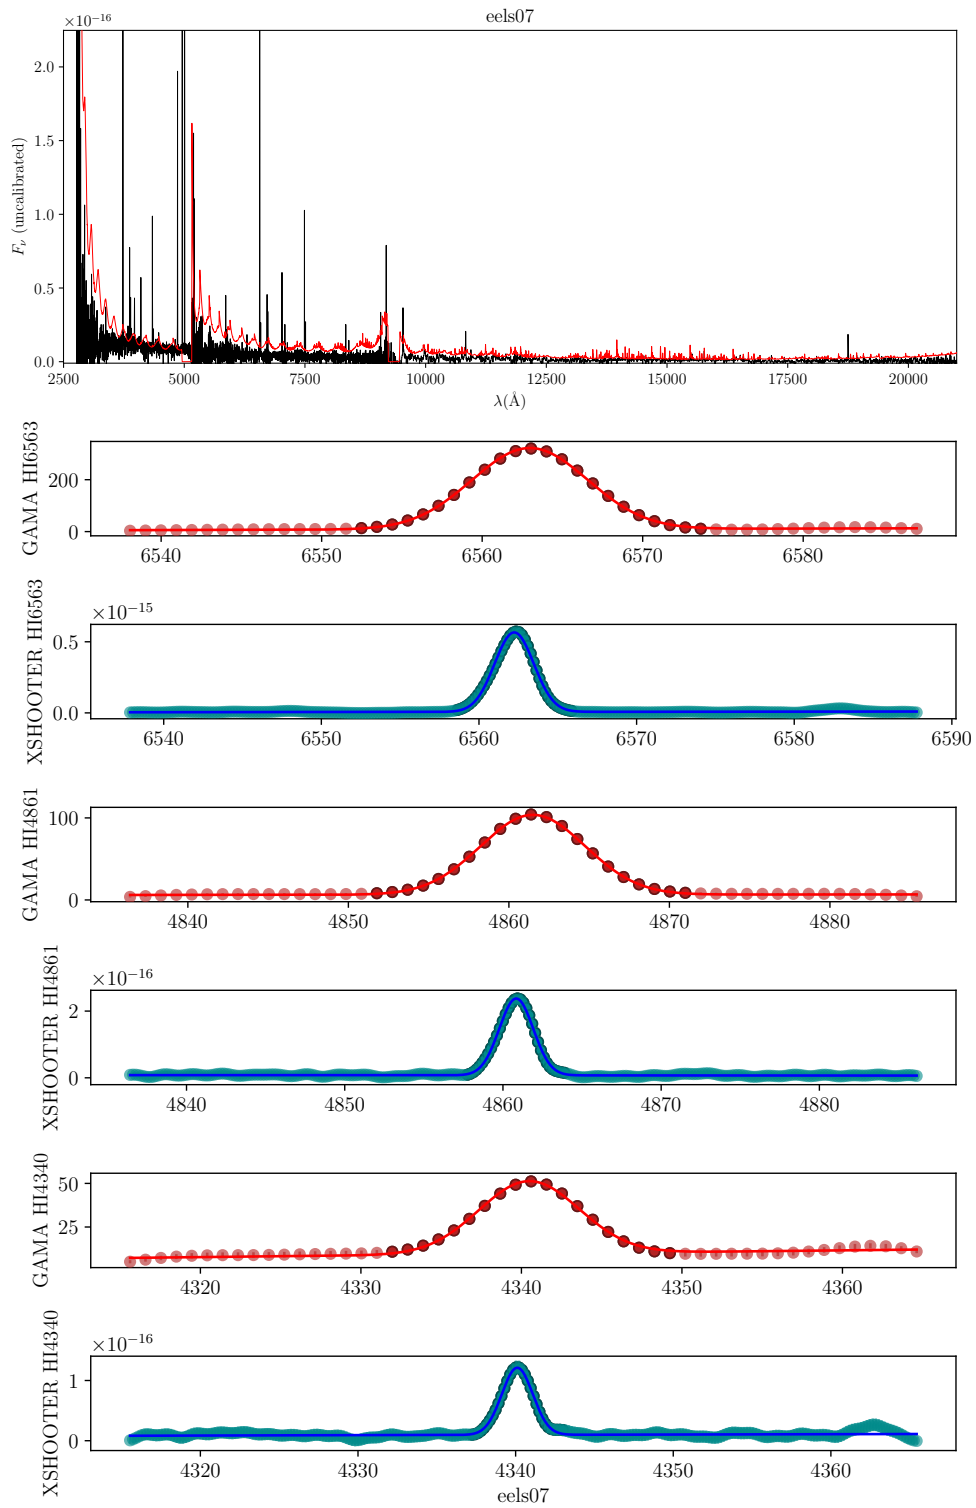 eels07
×10−16
2.0
1.5
1.0
0.5
0.0
Fν (uncalibrated)
2500 5000 7500 10000 12500 15000 17500 20000
λ(Å)
GAMA HI6563
200
0
6540 6550 6560 6570 6580
XSHOOTER HI6563
×10−15
0.5
0.0
6540 6550 6560 6570 6580 6590
GAMA HI4861
100
0
4840 4850 4860 4870 4880
XSHOOTER HI4861
×10−16
2
0
4840 4850 4860 4870 4880
GAMA HI4340
50
25
4320 4330 4340 4350 4360
XSHOOTER HI4340
×10−16
1
0
4320 4330 4340 4350 4360
eels07